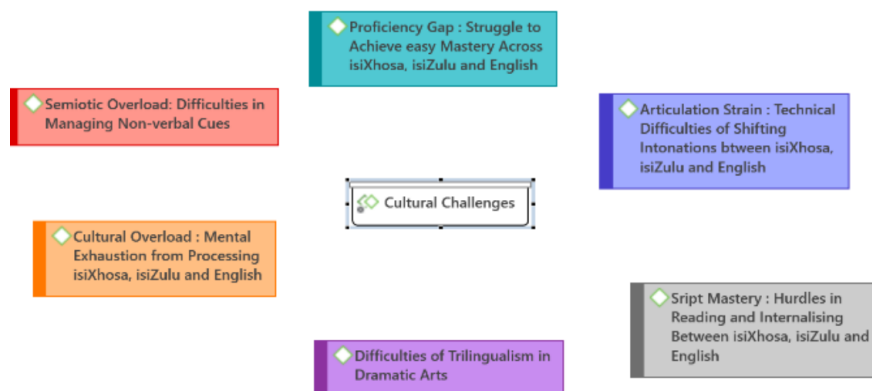 Proficiency Gap : Struggle to
Achieve easy Mastery Across
isiXhosa, isiZulu and English
Semiotic Overload: Difficulties in
Managing Non-verbal Cues
Articulation Strain : Technical
Difficulties of Shifting
Intonations btween isiXhosa,
isiZulu and English
Cultural Challenges
Cultural Overload : Mental
Exhaustion from Processing
isiXhosa, isiZulu and English
Sript Mastery : Hurdles in
Reading and Internalising
Between isiXhosa, isiZulu and
English
Difficulties of Trilingualism in
Dramatic Arts